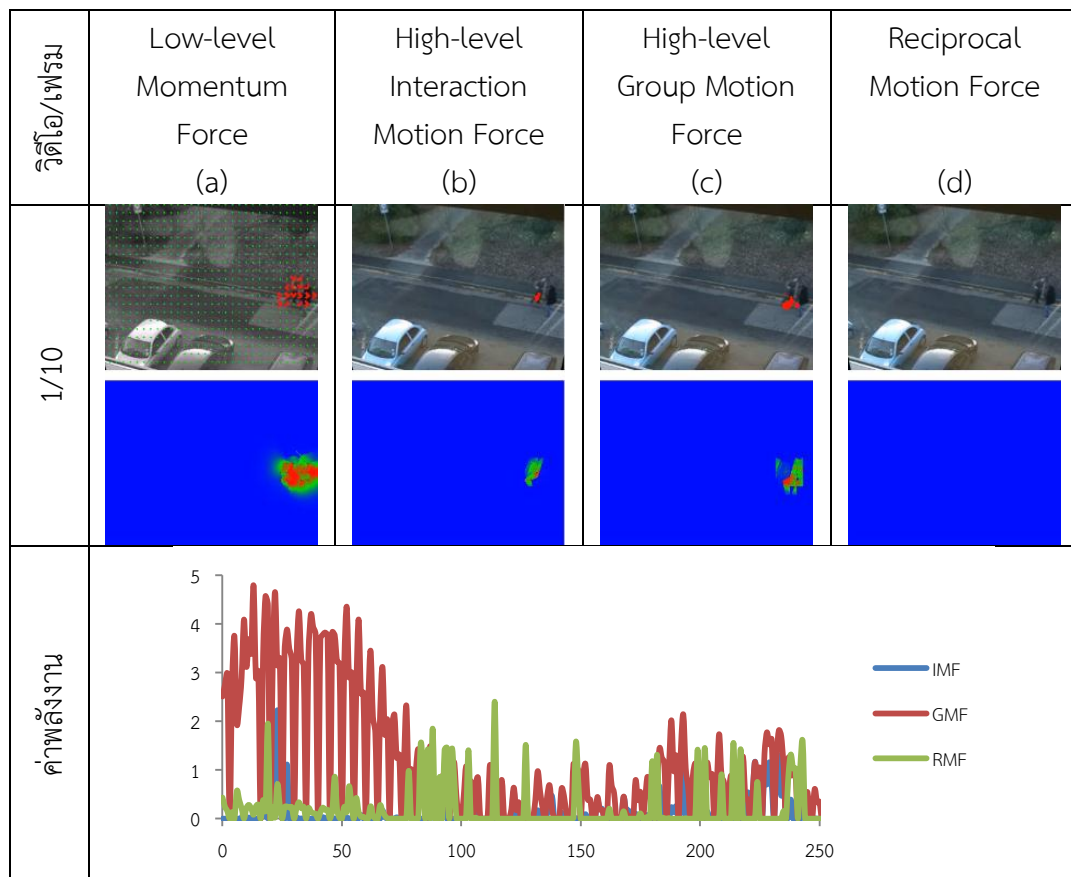 วิดีโอ/เฟรม
Low-level
Momentum
Force
(a)
High-level
Interaction
Motion Force
(b)
High-level
Group Motion
Force
(c)
Reciprocal
Motion Force
(d)
1/10
ค่าพลังงาน
5
4
3
2
1
0
0
50
100
150
200
250
IMF
GMF
RMF